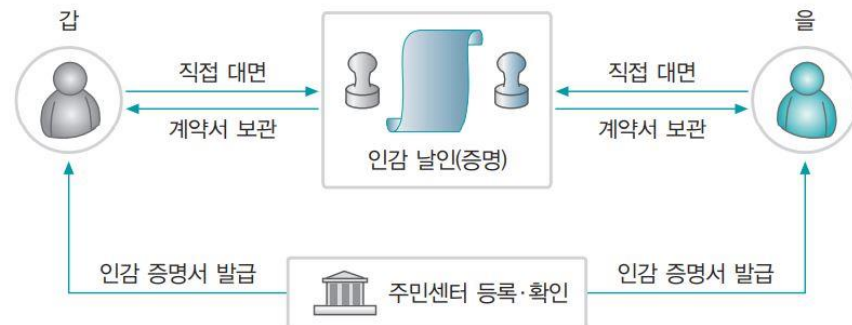 갑
을
직접 대면
직접 대면
계약서 보관
계약서 보관
인감 날인(증명)
인감 증명서 발급
주민센터 등록·확인
인감 증명서 발급